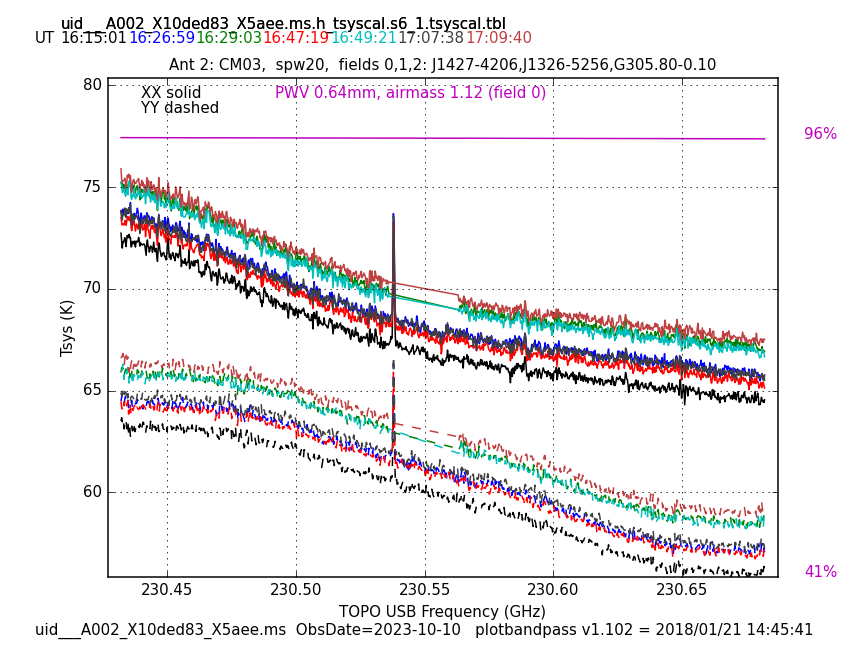 uid___A002_X10ded83_X5aee.ms.h_tsyscal.s6_1.tsyscal.tbl
UT 16:15:01 16:26:59 16:29:03 16:47:19 16:49:21 17:07:38 17:09:40
Ant 2: CM03,  spw20,  fields 0,1,2: J1427-4206,J1326-5256,G305.80-0.10
80
XX solid
PWV 0.64mm, airmass 1.12 (field 0)
YY dashed
96%
75
70
Tsys (K)
65
60
41%
230.45 230.50 230.55 230.60 230.65
TOPO USB Frequency (GHz)
uid___A002_X10ded83_X5aee.ms  ObsDate=2023-10-10   plotbandpass v1.102 = 2018/01/21 14:45:41